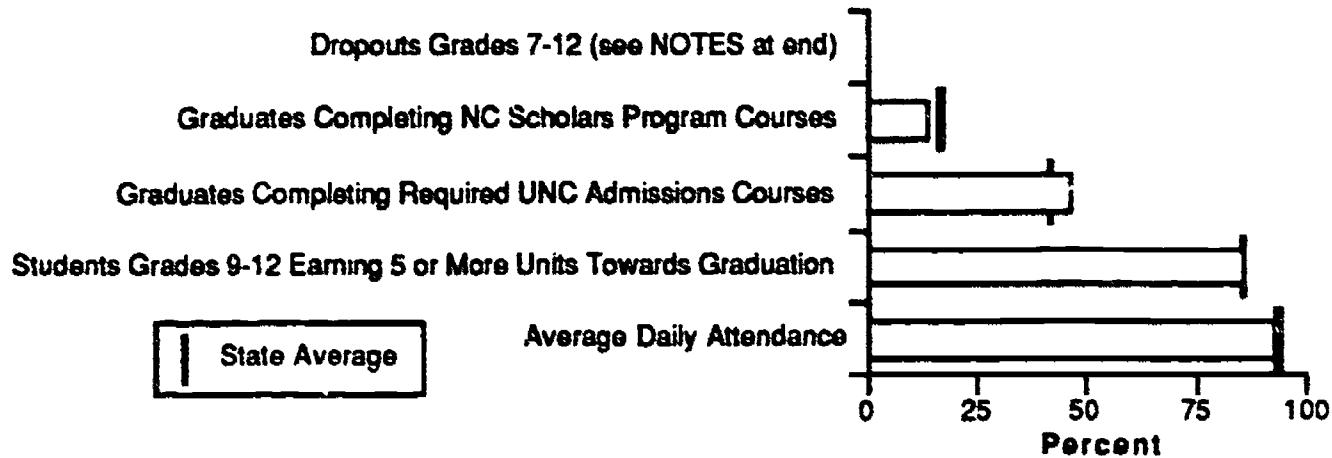 Dropouts Grades 7-12 (see NOTES at end)
Graduates Completing NC Scholars Program Courses
Graduates Completing Required UNC Admissions Courses
Students Grades 9-12 Earning 5 or More Units Towards Graduation
Average Daily Attendance
State Average
0 25 50 75 100
Percent